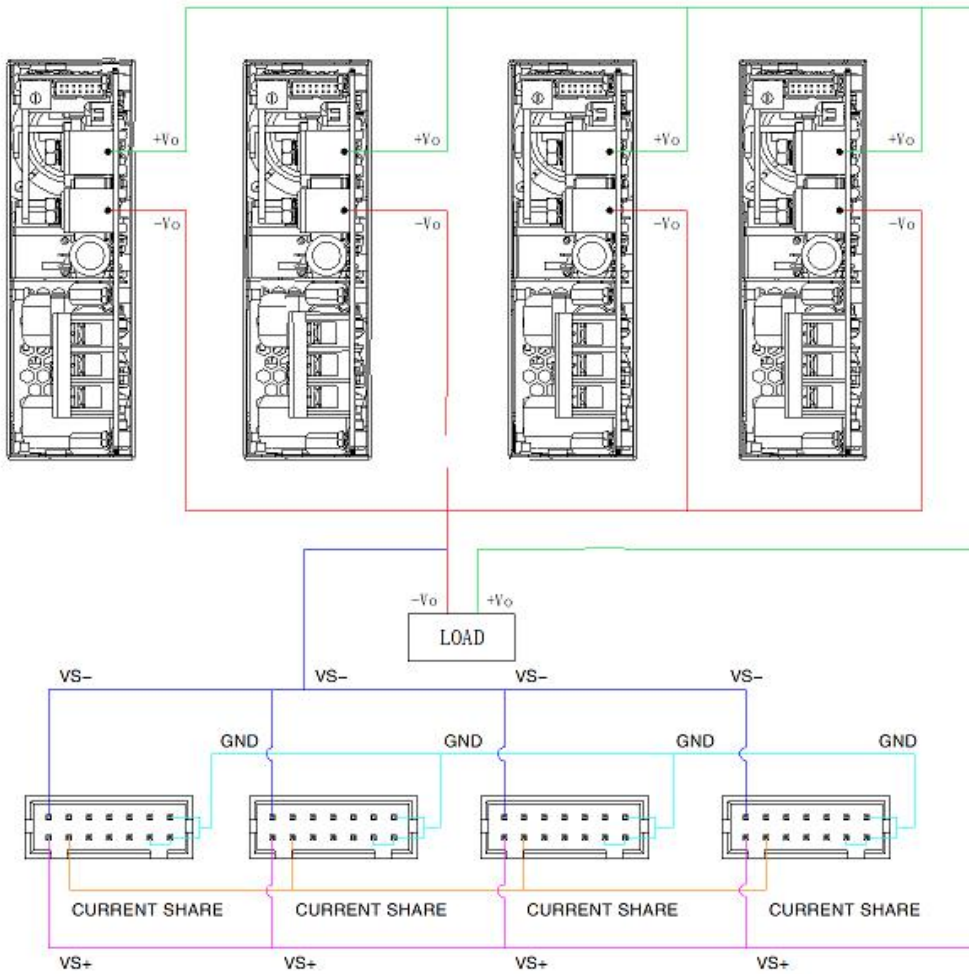 +Vo +Vo +Vo +Vo
-Vo -Vo -Vo -Vo
-Vo +Vo
LOAD
VS- VS- VS- VS-
GND GND GND GND
CURRENT SHARE CURRENT SHARE CURRENT SHARE CURRENT SHARE
VS+ VS+ VS+ VS+